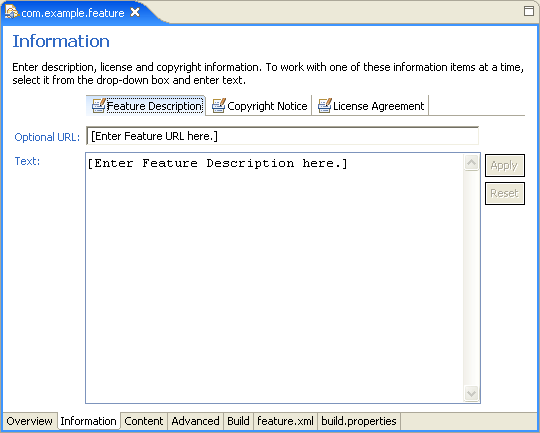 com.example.feature
Information
Enter description, license and copyright information. To work with one of these information items at a time,
select it from the drop-down box and enter text.
Feature Description Copyright Notice License Agreement
Optional URL: [Enter Feature URL here.]
Text: [Enter Feature Description here.] Apply
Reset
Overview Information Content Advanced Build feature.xml build.properties